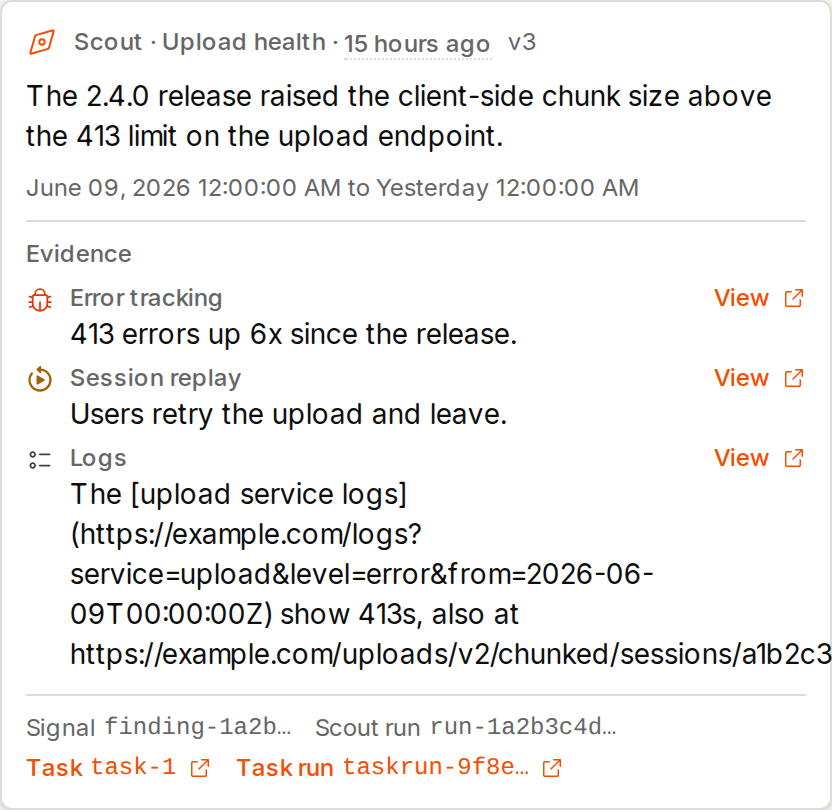 Scout · Upload health · 15 hours ago v3
The 2.4.0 release raised the client-side chunk size above
the 413 limit on the upload endpoint.
June 09, 2026 12:00:00 AM to Yesterday 12:00:00 AM
Evidence
Error tracking View
413 errors up 6x since the release.
Session replay View
Users retry the upload and leave.
Logs View
The [upload service logs]
(https://example.com/logs?
service=upload&level=error&from=2026-06-
09T00:00:00Z) show 413s, also at
https://example.com/uploads/v2/chunked/sessions/a1b2c3
Signal finding-1a2b… Scout run run-1a2b3c4d…
Task task-1 Task run taskrun-9f8e…